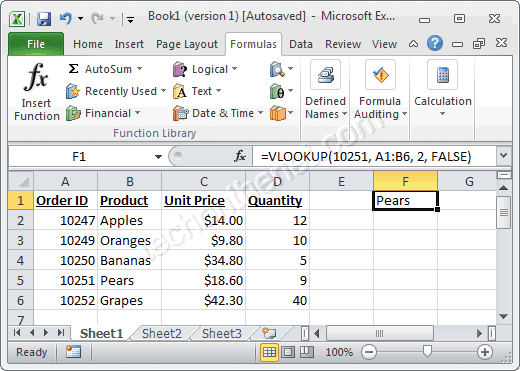 Book1 (version 1) [Autosaved] - Microsoft Ex...
File Home Insert Page Layout Formulas Data Review
fx Insert Function
Σ AutoSum
Recently Used
Financial
Logical
Text
Date & Time
Function Library
Defined Names
Formula Auditing
Calculation
F1 fx =VLOOKUP(10251, A1:B6, 2, FALSE)
A B C D E F G
1 Order ID Product Unit Price Quantity Pears
2 10247 Apples $14.00 12
3 10249 Oranges $9.80 10
4 10250 Bananas $34.80 5
5 10251 Pears $18.60 9
6 10252 Grapes $42.30 40
7
Sheet1 Sheet2 Sheet3
Ready 100%
techonthenet.com